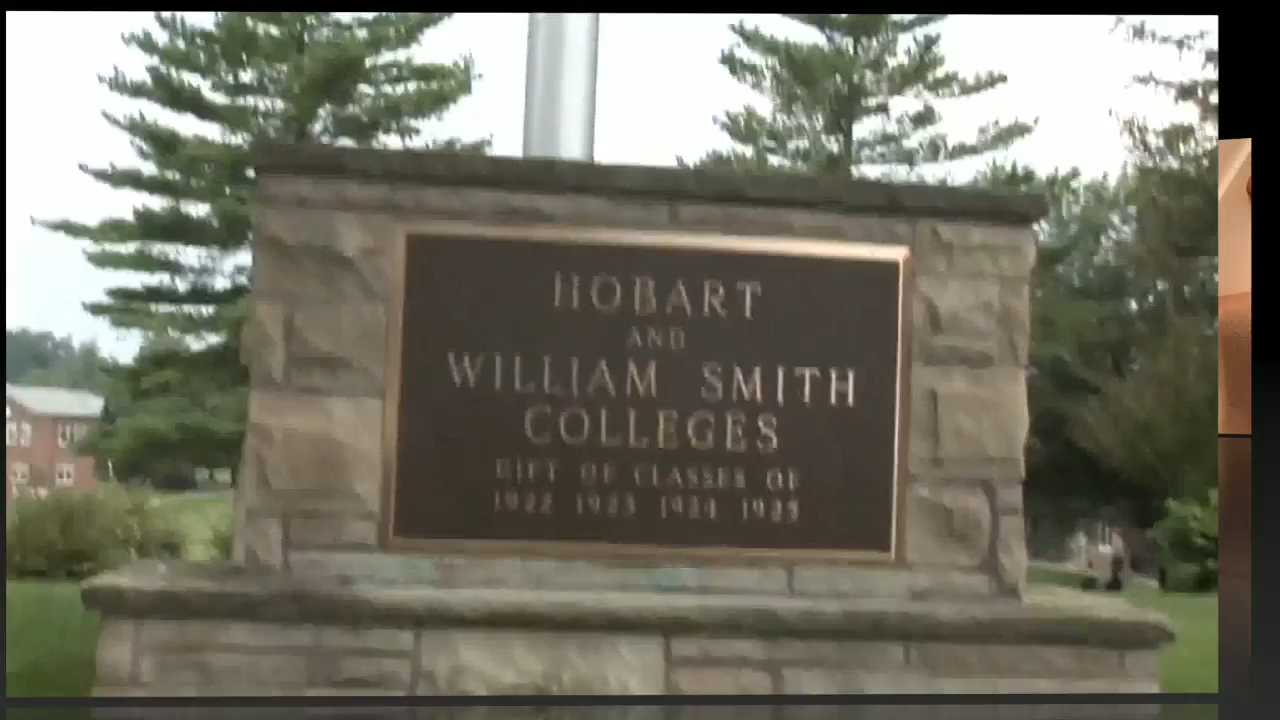 HOBART
AND
WILLIAM SMITH
COLLEGES
GIFT OF CLASSES OF
1922 1923 1924 1925